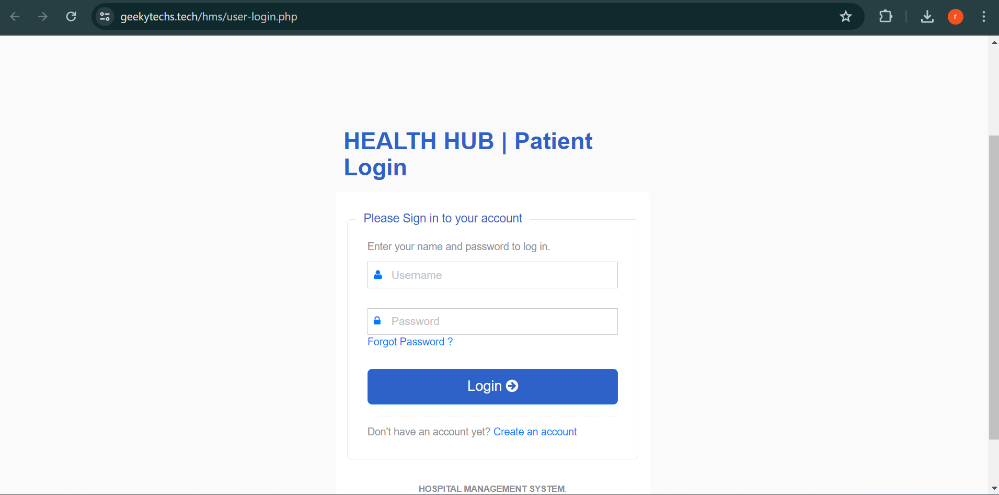 geekytechs.tech/hms/user-login.php
r
HEALTH HUB | Patient
Login
Please Sign in to your account
Enter your name and password to log in.
Username
Password
Forgot Password ?
Login
Don't have an account yet? Create an account
HOSPITAL MANAGEMENT SYSTEM.